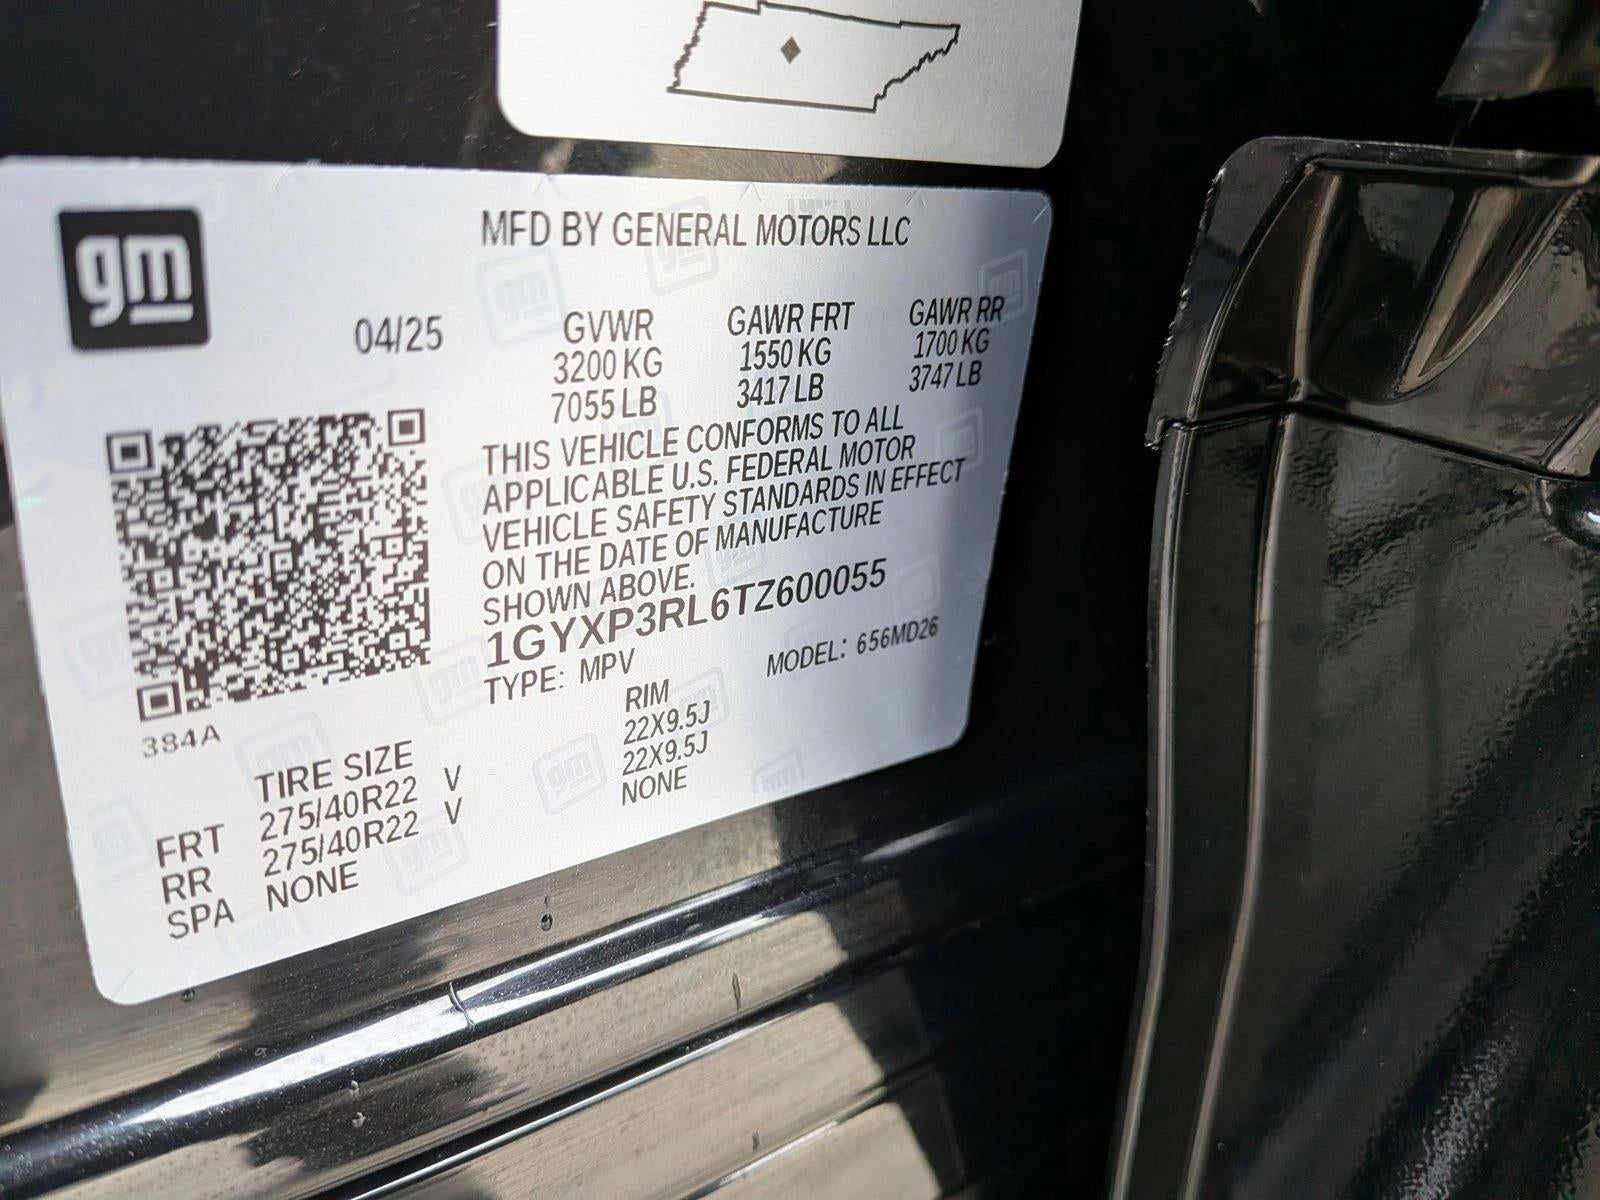 gm
MFD BY GENERAL MOTORS LLC
04/25
GVWR
3200 KG
7055 LB
GAWR FRT
1550 KG
3417 LB
GAWR RR
1700 KG
3747 LB
THIS VEHICLE CONFORMS TO ALL
APPLICABLE U.S. FEDERAL MOTOR
VEHICLE SAFETY STANDARDS IN EFFECT
ON THE DATE OF MANUFACTURE
SHOWN ABOVE.
1GYXP3RL6TZ600055
TYPE: MPV
MODEL: 656MD26
384A
TIRE SIZE
RIM
FRT 275/40R22 V 22X9.5J
RR 275/40R22 V 22X9.5J
SPA NONE NONE